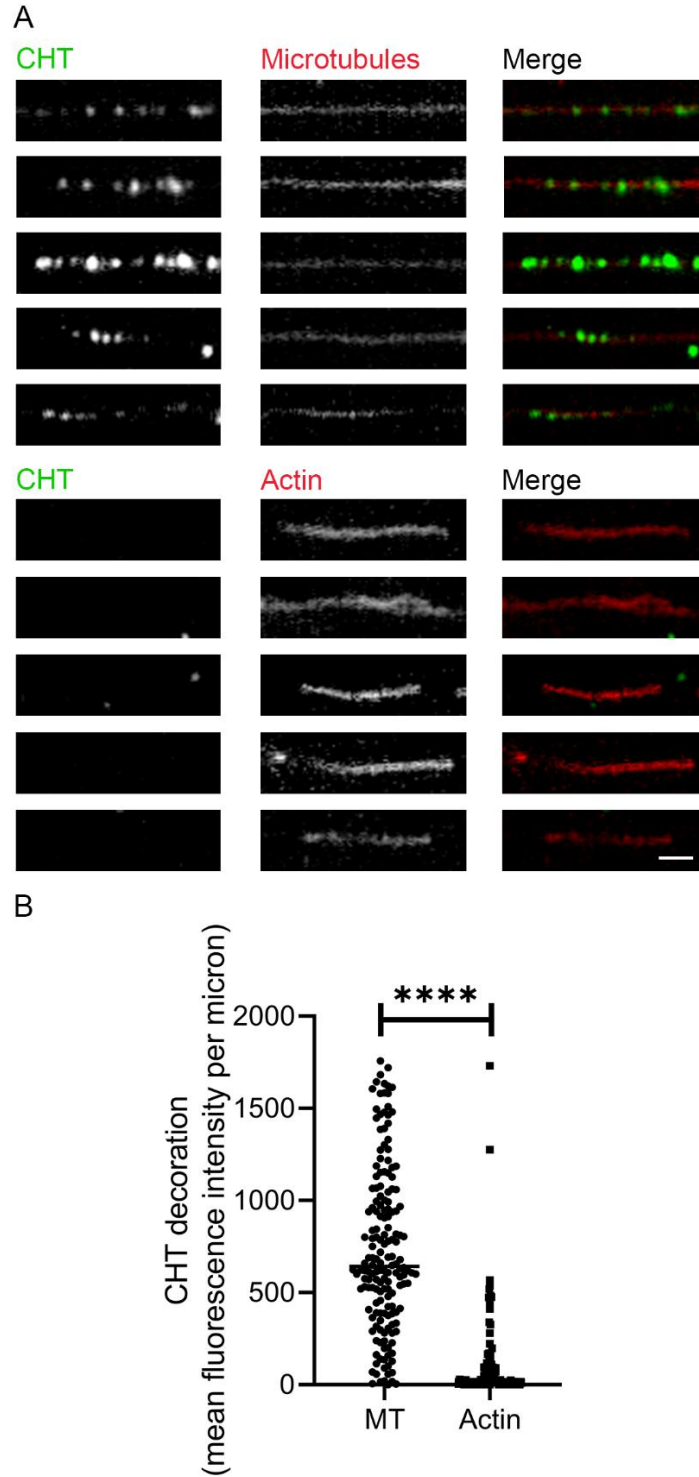 A
CHT Microtubules Merge
CHT Actin Merge
B
CHT decoration
(mean fluorescence intensity per micron)
****
2000
1500
1000
500
0
MT Actin